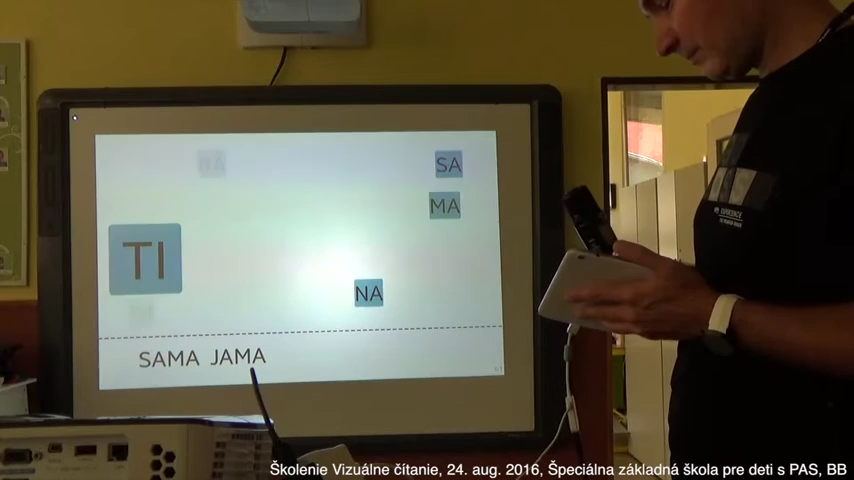 SA
MA
TI
NA
SAMA JAMA
Školenie Vizuálne čítanie, 24. aug. 2016, Špeciálna základná škola pre deti s PAS, BB